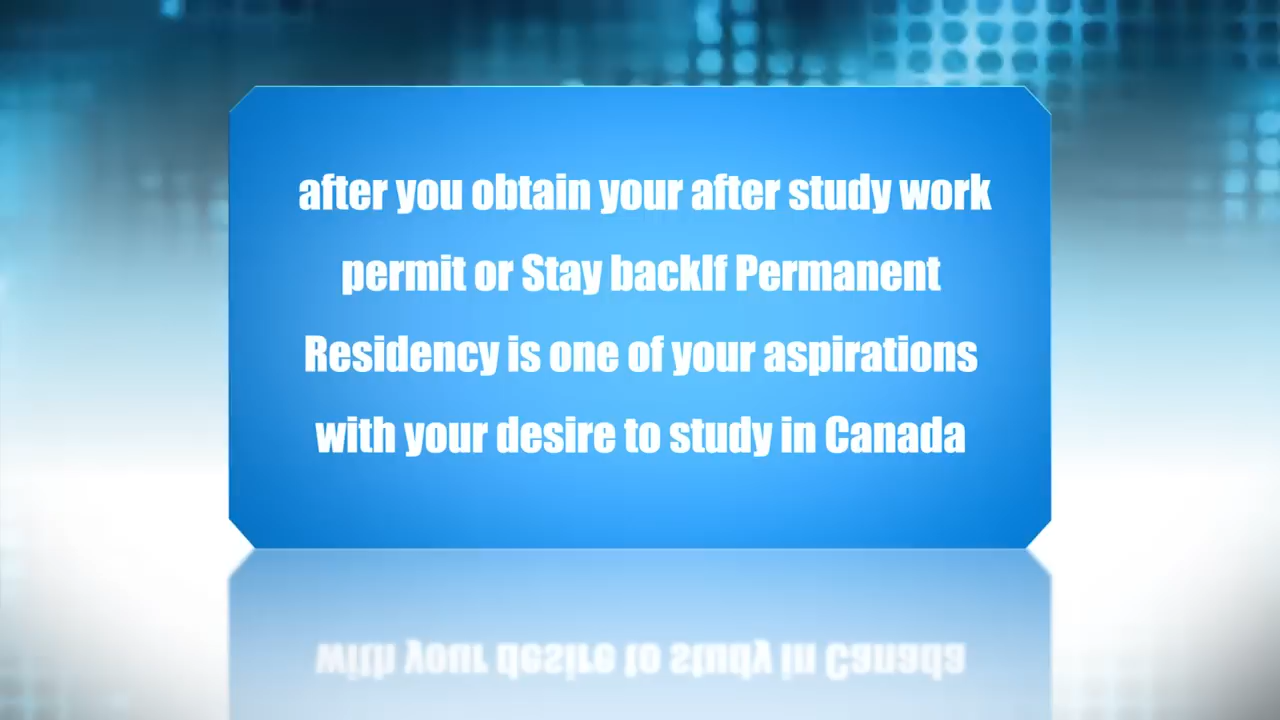 after you obtain your after study work
permit or Stay backIf Permanent
Residency is one of your aspirations
with your desire to study in Canada